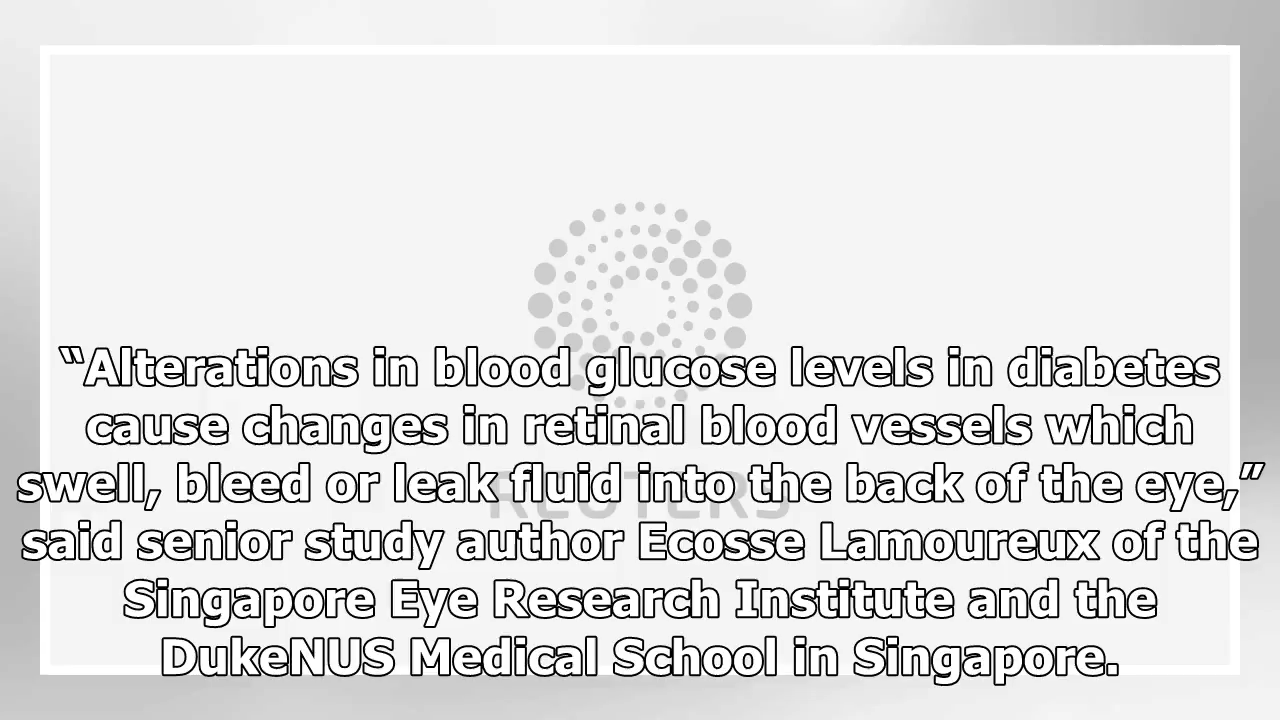 “Alterations in blood glucose levels in diabetes
cause changes in retinal blood vessels which
swell, bleed or leak fluid into the back of the eye,”
REUTERS
said senior study author Ecosse Lamoureux of the
Singapore Eye Research Institute and the
DukeNUS Medical School in Singapore.